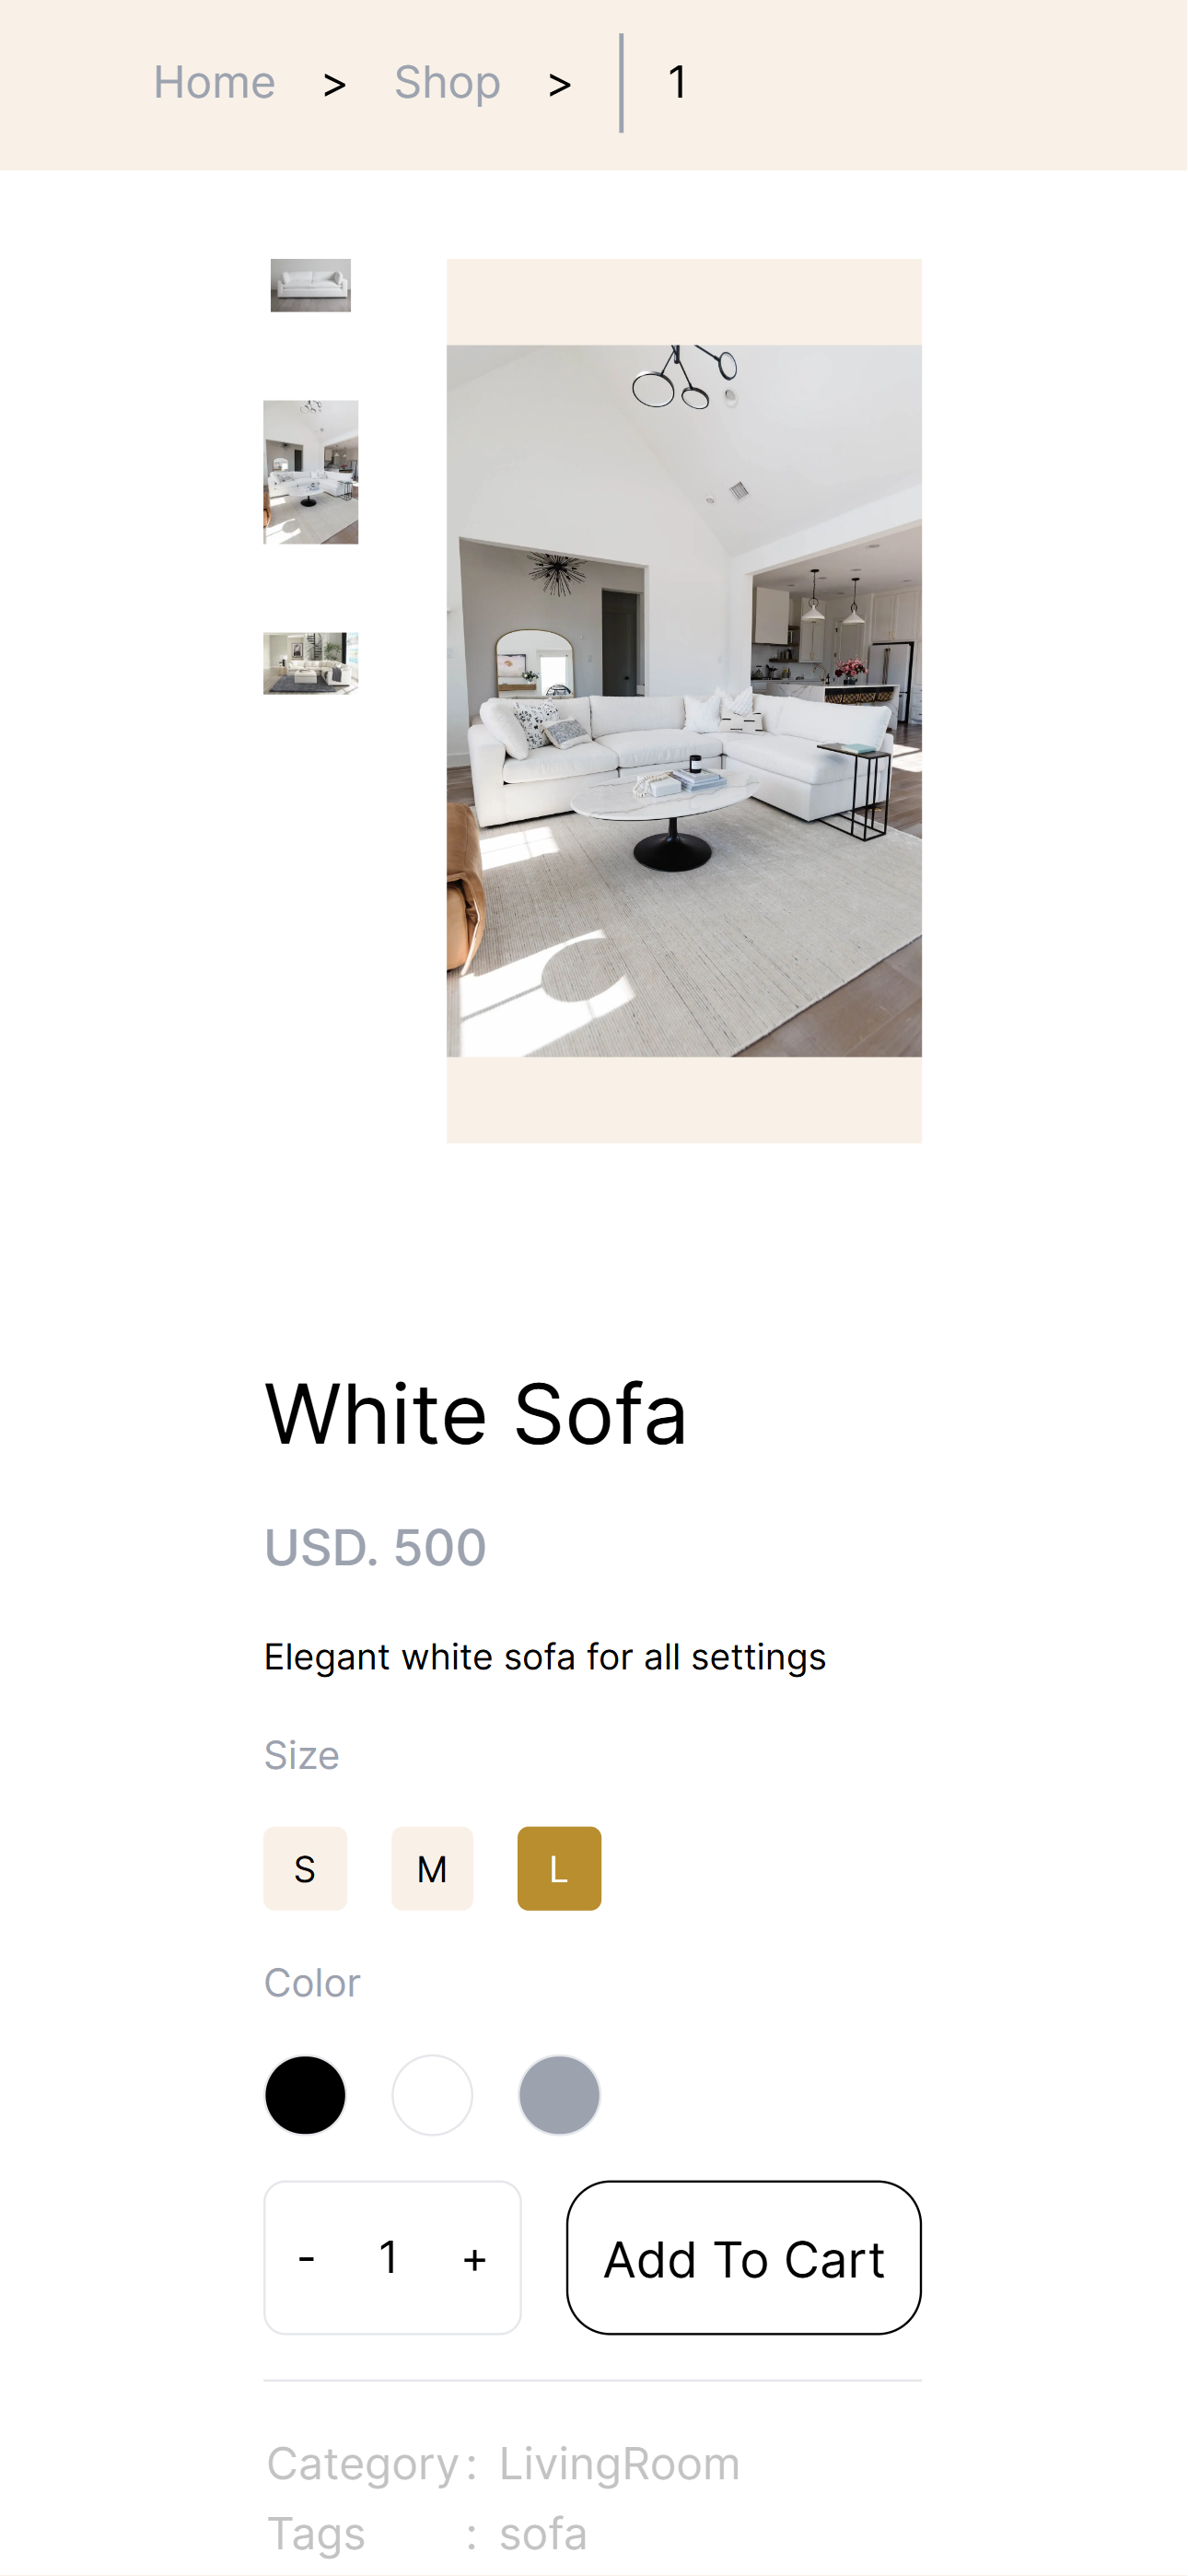 Home > Shop > 1
White Sofa
USD. 500
Elegant white sofa for all settings
Size
S M L
Color
- 1 + Add To Cart
Category : LivingRoom
Tags : sofa